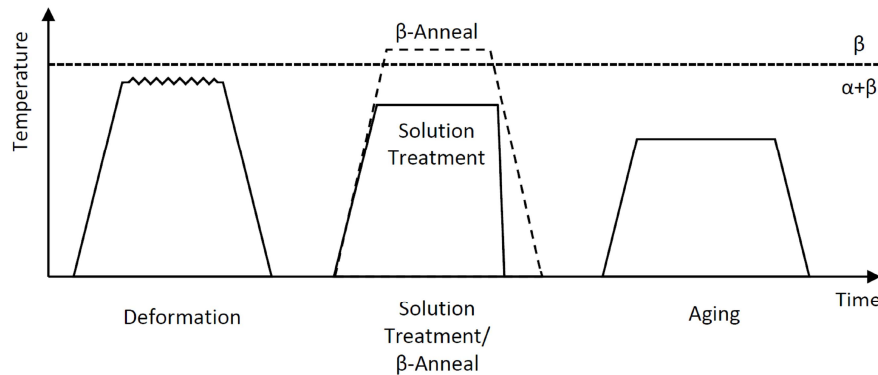 β-Anneal
β
α+β
Temperature
Solution
Treatment
Time
Deformation
Solution
Treatment/
β-Anneal
Aging